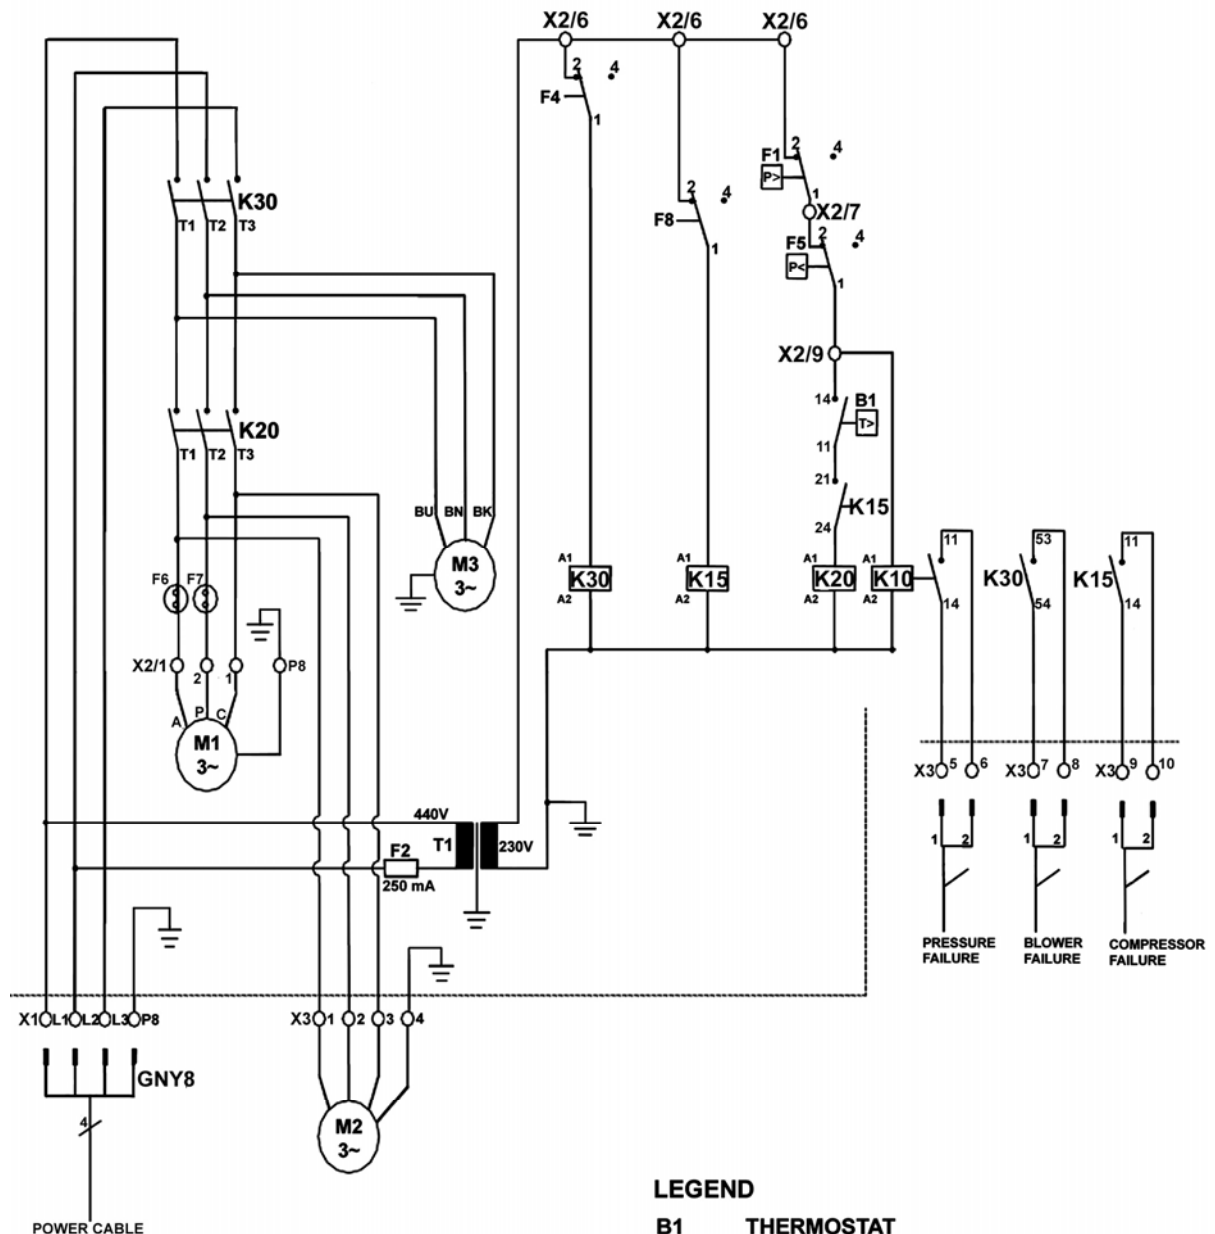 X2/6 X2/6 X2/6
2 4
F4
1
2 4
F1
P>
1
X2/7
2 4
F8
1
2 4
F5
P<
1
K30
T1 T2 T3
X2/9
14 B1
T>
11
K20
T1 T2 T3
21
K15
24
BU BN BK
M3
3~
F6 F7
A1 A1 A1 A1
K30 K15 K20 K10
A2 A2 A2 A2
11 53 11
K30 K15
14 54 14
X2/1 2 1 P8
A P C
M1
3~
X3 5 6 X3 7 8 X3 9 10
440V
T1 230V
F2
250 mA
1 2 1 2 1 2
PRESSURE FAILURE
BLOWER FAILURE
COMPRESSOR FAILURE
X1 L1 L2 L3 P8
X3 1 2 3 4
GNY8
4
M2
3~
POWER CABLE
LEGEND
B1 THERMOSTAT